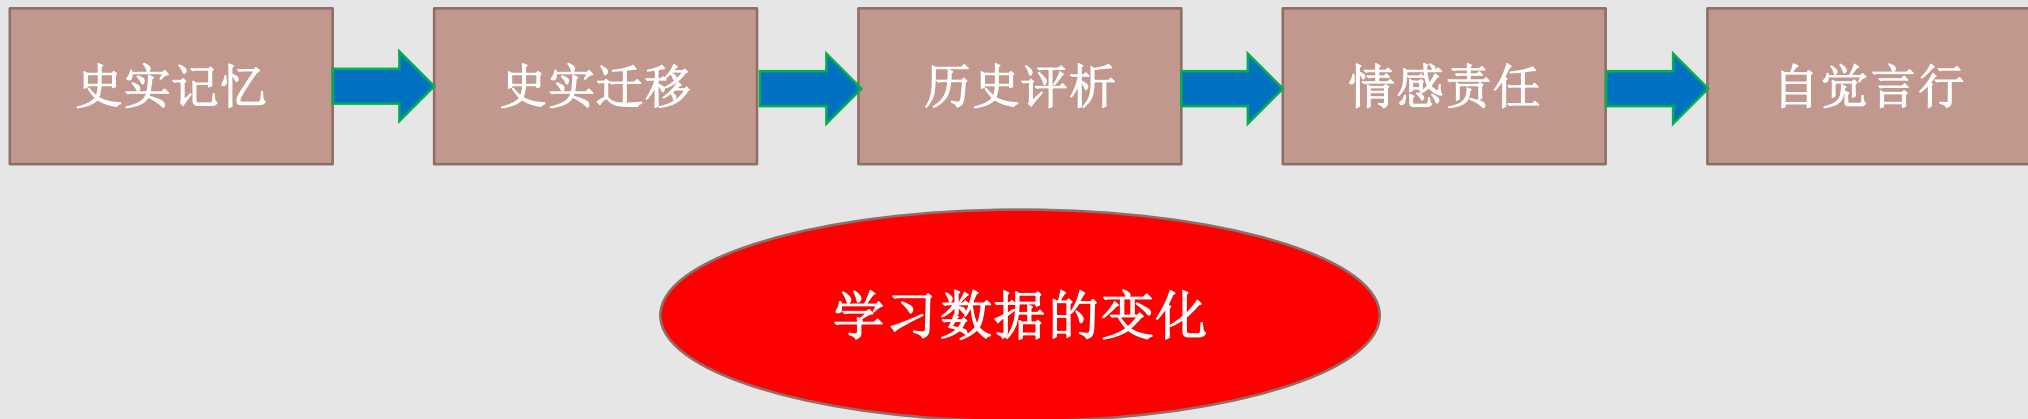 史实记忆
史实迁移
历史评析
情感责任
自觉言行
学习数据的变化